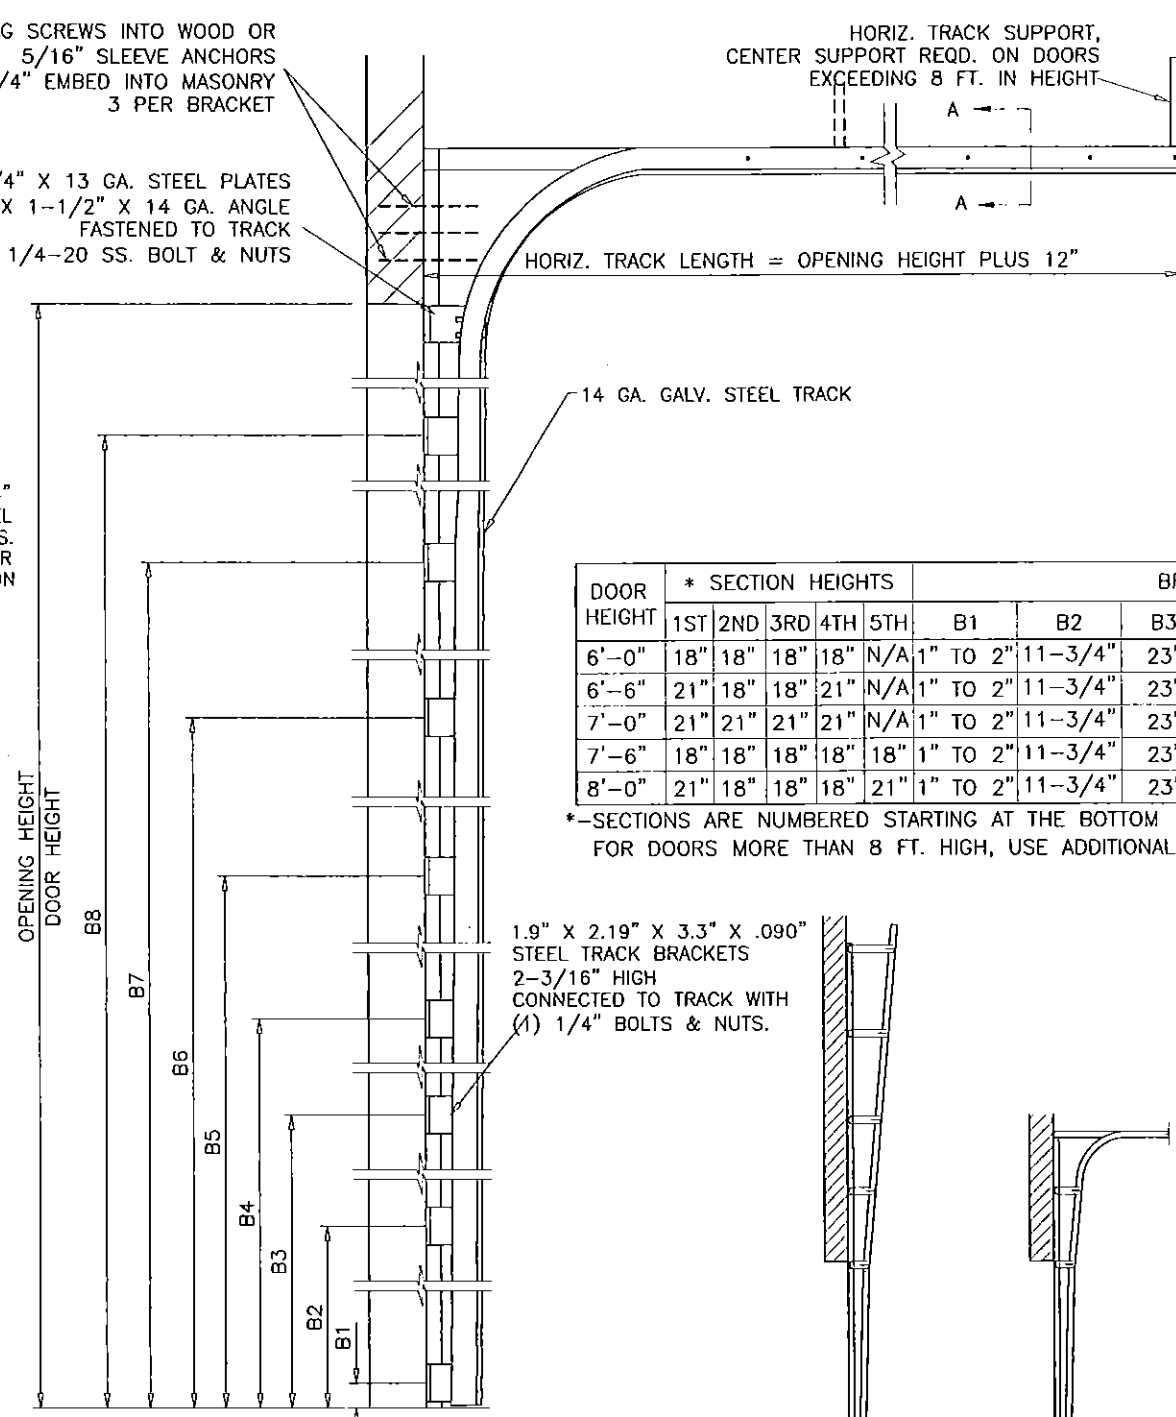 SCREWS INTO WOOD OR
5/16" SLEEVE ANCHORS
/4" EMBED INTO MASONRY
3 PER BRACKET
HORIZ. TRACK SUPPORT,
CENTER SUPPORT REQD. ON DOORS
EXCEEDING 8 FT. IN HEIGHT
A
A
/4" X 13 GA. STEEL PLATES
X 1-1/2" X 14 GA. ANGLE
FASTENED TO TRACK
1/4-20 SS. BOLT & NUTS
HORIZ. TRACK LENGTH = OPENING HEIGHT PLUS 12"
14 GA. GALV. STEEL TRACK
DOOR HEIGHT * SECTION HEIGHTS
1ST 2ND 3RD 4TH 5TH B1 B2 B3
6'-0" 18" 18" 18" 18" N/A 1" TO 2" 11-3/4" 23"
6'-6" 21" 18" 18" 21" N/A 1" TO 2" 11-3/4" 23"
7'-0" 21" 21" 21" 21" N/A 1" TO 2" 11-3/4" 23"
7'-6" 18" 18" 18" 18" 18" 1" TO 2" 11-3/4" 23"
8'-0" 21" 18" 18" 18" 21" 1" TO 2" 11-3/4" 23"
*-SECTIONS ARE NUMBERED STARTING AT THE BOTTOM
FOR DOORS MORE THAN 8 FT. HIGH, USE ADDITIONAL
OPENING HEIGHT
DOOR HEIGHT
B8
B7
B6
B5
B4
B3
B2
B1
1.9" X 2.19" X 3.3" X .090"
STEEL TRACK BRACKETS
2-3/16" HIGH
CONNECTED TO TRACK WITH
(1) 1/4" BOLTS & NUTS.